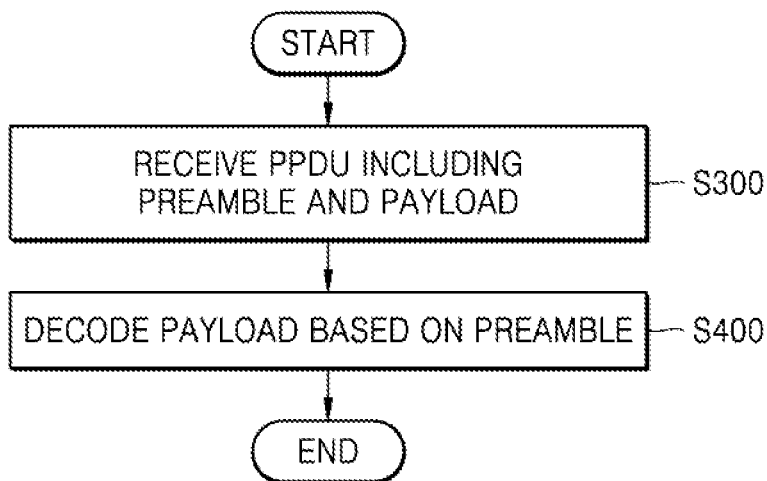 START
RECEIVE PPDU INCLUDING
PREAMBLE AND PAYLOAD
S300
DECODE PAYLOAD BASED ON PREAMBLE
S400
END